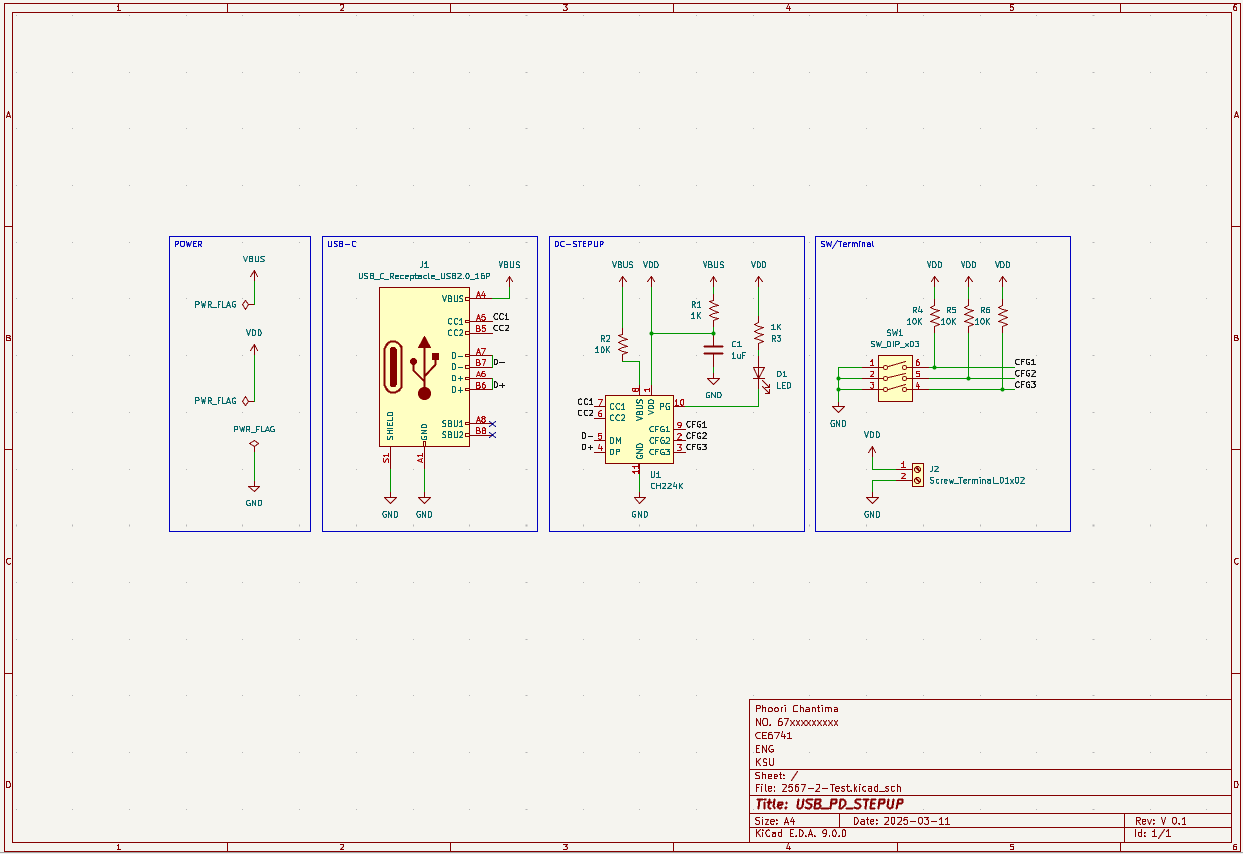 1 2 3 4 5 6
A A
B B
C C
D D
POWER
VBUS
PWR_FLAG
VDD
PWR_FLAG
PWR_FLAG
GND
USB-C
J1
USB_C_Receptacle_USB2.0_16P
VBUS
VBUS A4
CC1 A5 CC1
CC2 B5 CC2
D- A7
D- B7 D-
D+ A6
D+ B6 D+
SBU1 A8
SBU2 B8
SHIELD GND
S1 A1
GND GND
DC-STEPUP
VBUS VDD VBUS VDD
R1
1K
1K
R3
R2
10K
C1
1uF
GND
D1
LED
8 1
CC1 7 CC1 VBUS VDD PG 10
CC2 6 CC2
CFG1 9 CFG1
D- 5 DM CFG2 2 CFG2
D+ 4 DP GND CFG3 3 CFG3
11
U1
CH224K
GND
SW/Terminal
VDD VDD VDD
R4 R5 R6
10K 10K 10K
SW1
SW_DIP_x03
1 6 CFG1
2 5 CFG2
3 4 CFG3
GND
VDD
1 J2
2 Screw_Terminal_01x02
GND
Phoori Chantima
NO. 67xxxxxxxxx
CE6741
ENG
KSU
Sheet: /
File: 2567-2-Test.kicad_sch
Title: USB_PD_STEPUP
Size: A4 Date: 2025-03-11 Rev: V 0.1
KiCad E.D.A. 9.0.0 Id: 1/1
1 2 3 4 5 6